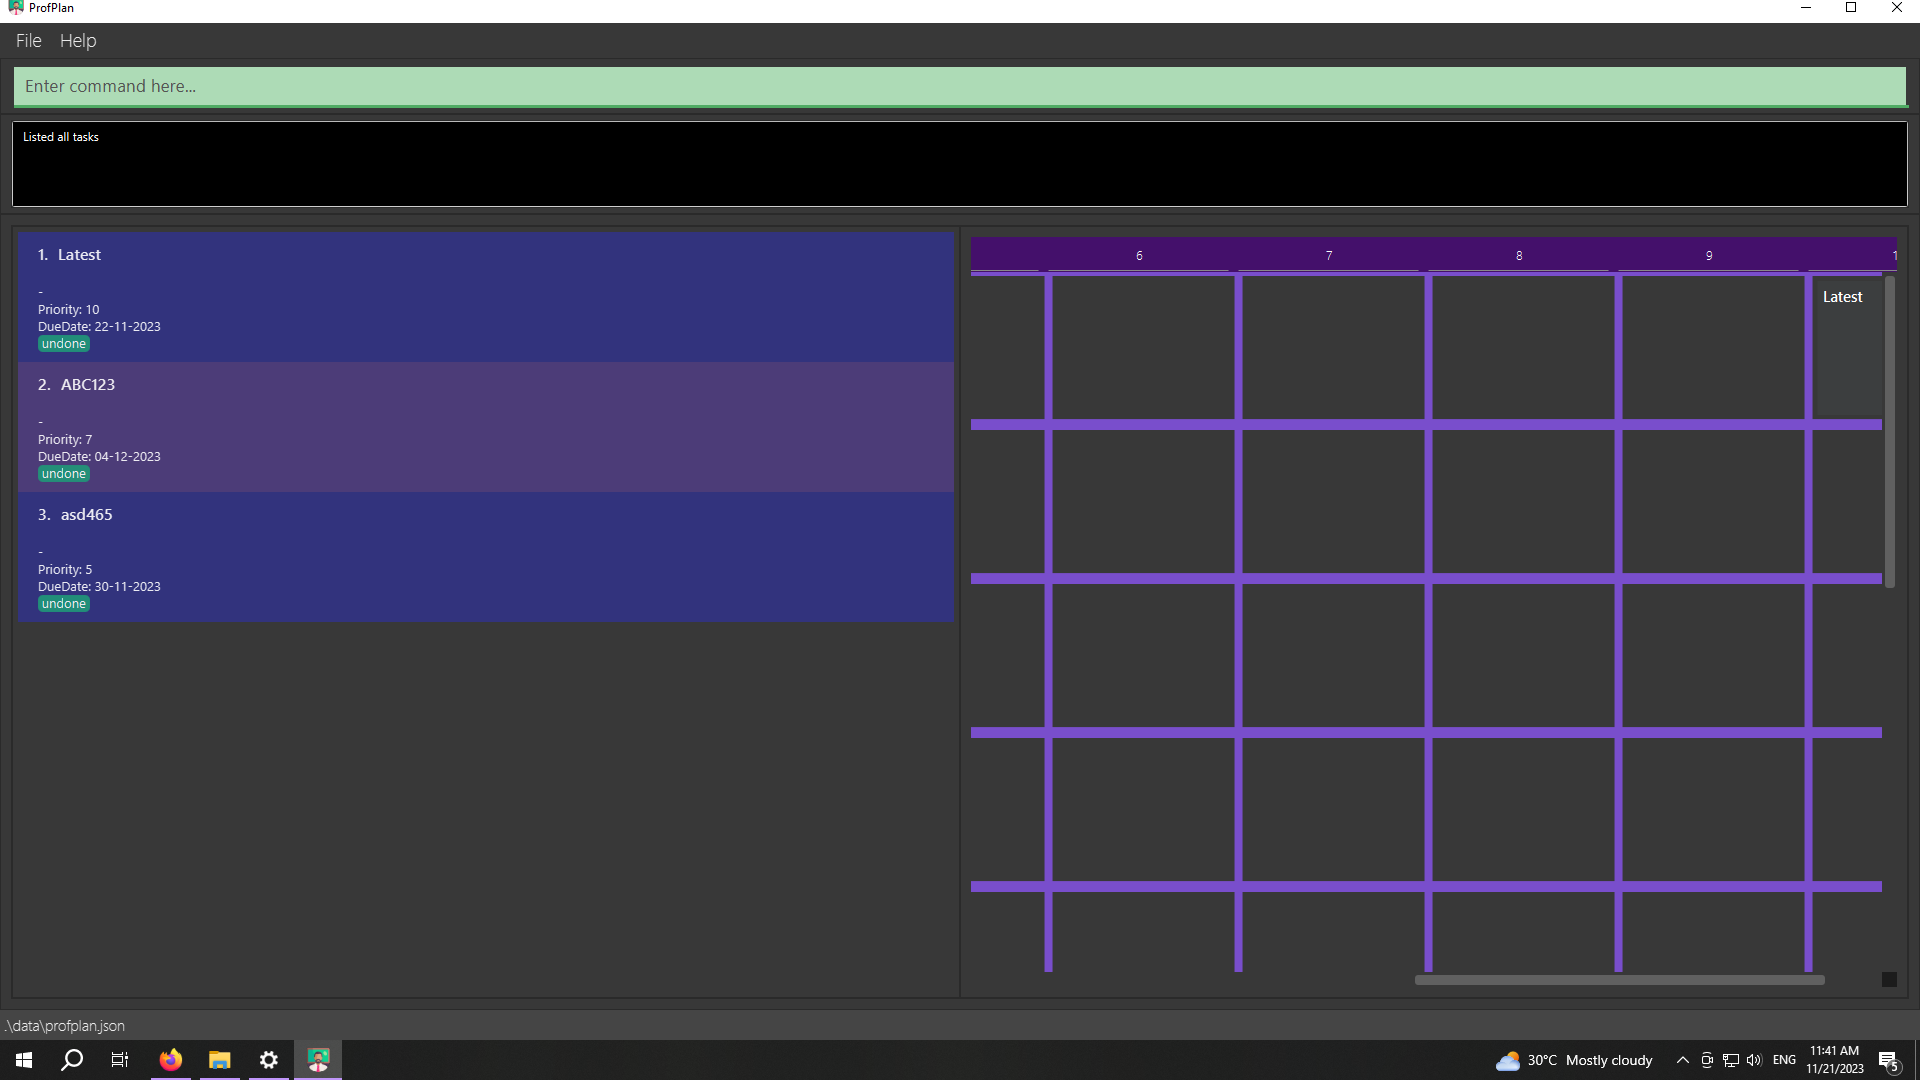 ProfPlan
File Help
Enter command here...
Listed all tasks
1. Latest
-
Priority: 10
DueDate: 22-11-2023
undone
2. ABC123
-
Priority: 7
DueDate: 04-12-2023
undone
3. asd465
-
Priority: 5
DueDate: 30-11-2023
undone
6 7 8 9 1
Latest
.\data\profplan.json
30°C Mostly cloudy
ENG
11:41 AM
11/21/2023
5